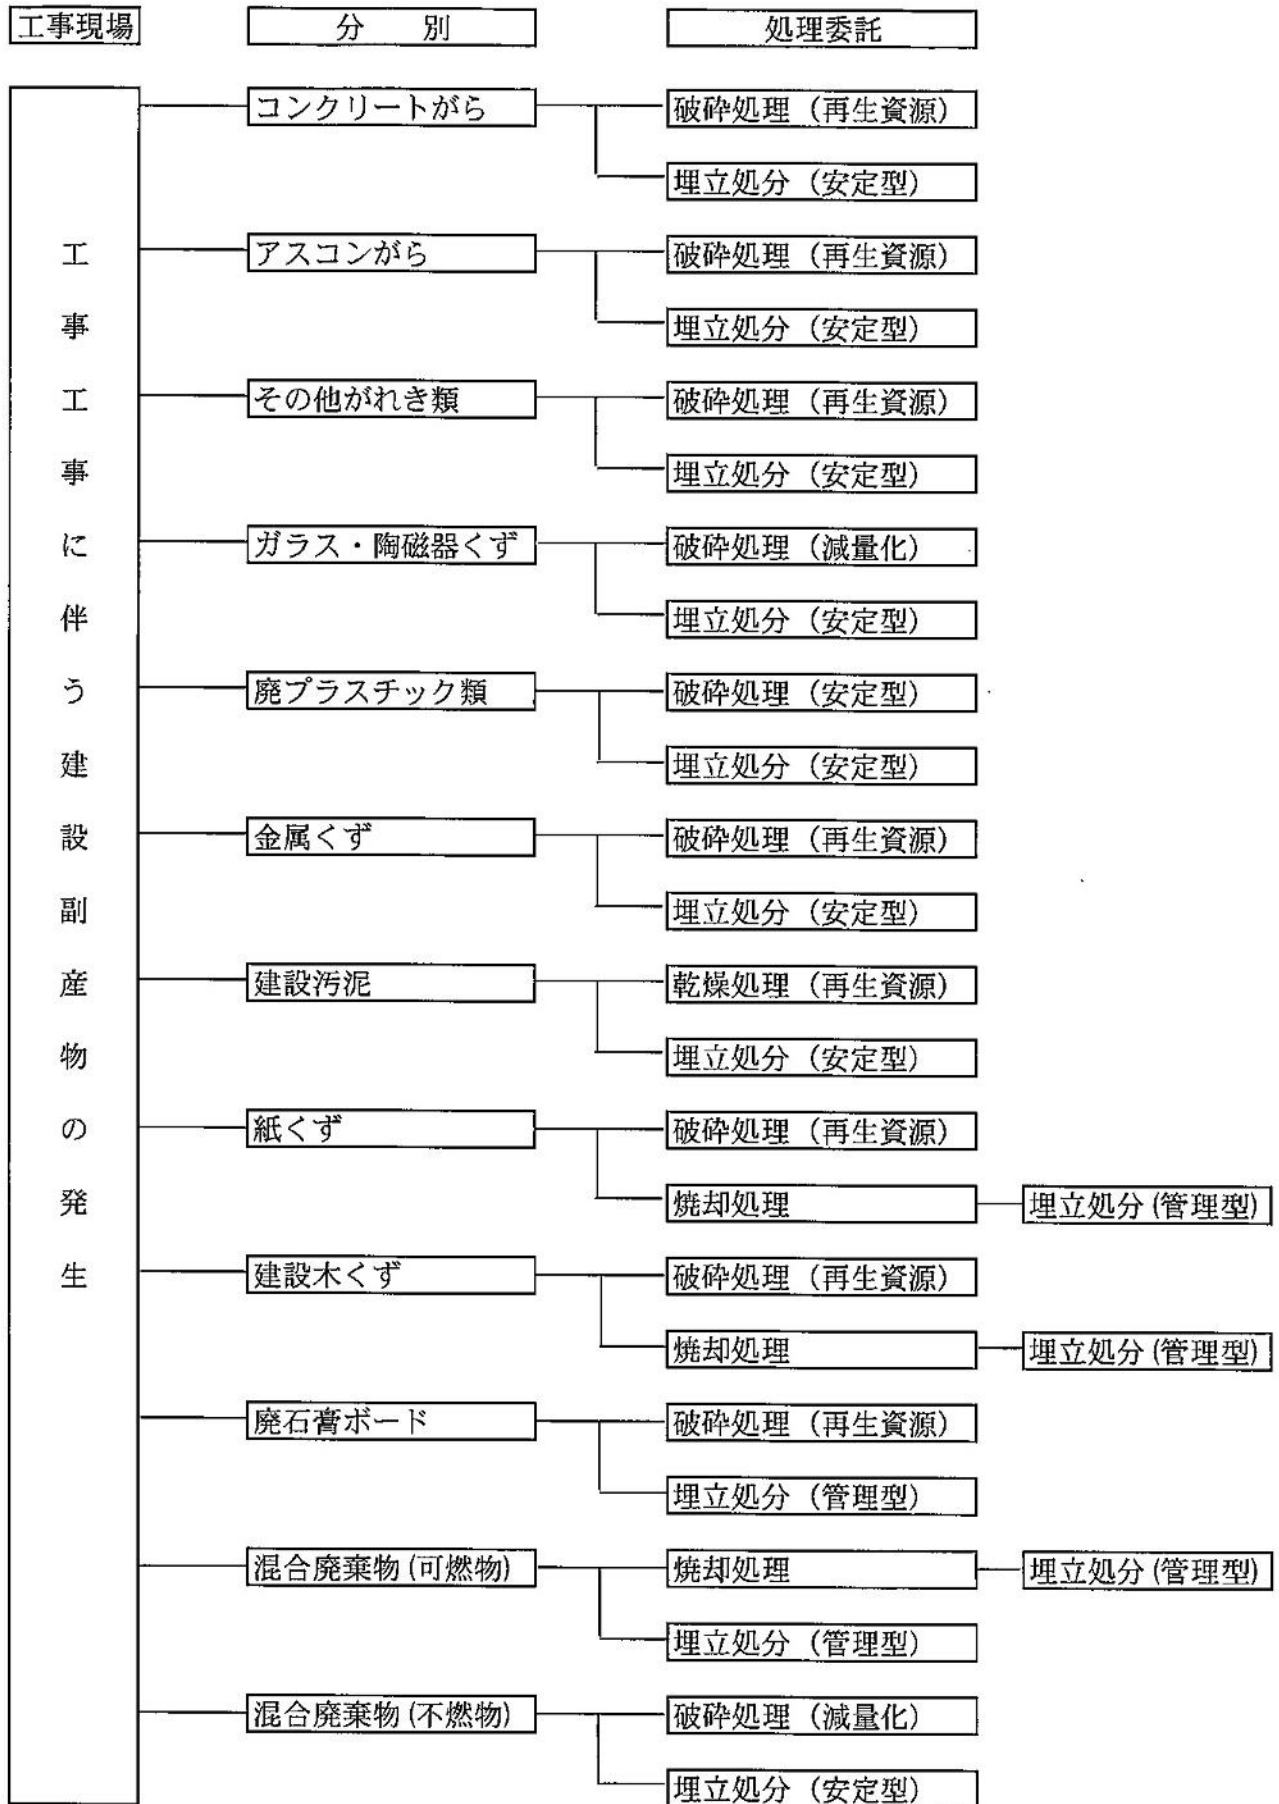 工事現場 分 別 処理委託
コンクリートがら 破砕処理（再生資源）
埋立処分（安定型）
アスコンがら 破砕処理（再生資源）
埋立処分（安定型）
その他がれき類 破砕処理（再生資源）
埋立処分（安定型）
ガラス・陶磁器くず 破砕処理（減量化）
埋立処分（安定型）
廃プラスチック類 破砕処理（安定型）
埋立処分（安定型）
金属くず 破砕処理（再生資源）
埋立処分（安定型）
建設汚泥 乾燥処理（再生資源）
埋立処分（安定型）
紙くず 破砕処理（再生資源）
焼却処理 埋立処分(管理型)
建設木くず 破砕処理（再生資源）
焼却処理 埋立処分(管理型)
廃石膏ボード 破砕処理（再生資源）
埋立処分（管理型）
混合廃棄物(可燃物) 焼却処理 埋立処分(管理型)
埋立処分（管理型）
混合廃棄物(不燃物) 破砕処理（減量化）
埋立処分（安定型）
工事工事に伴う建設副産物の発生